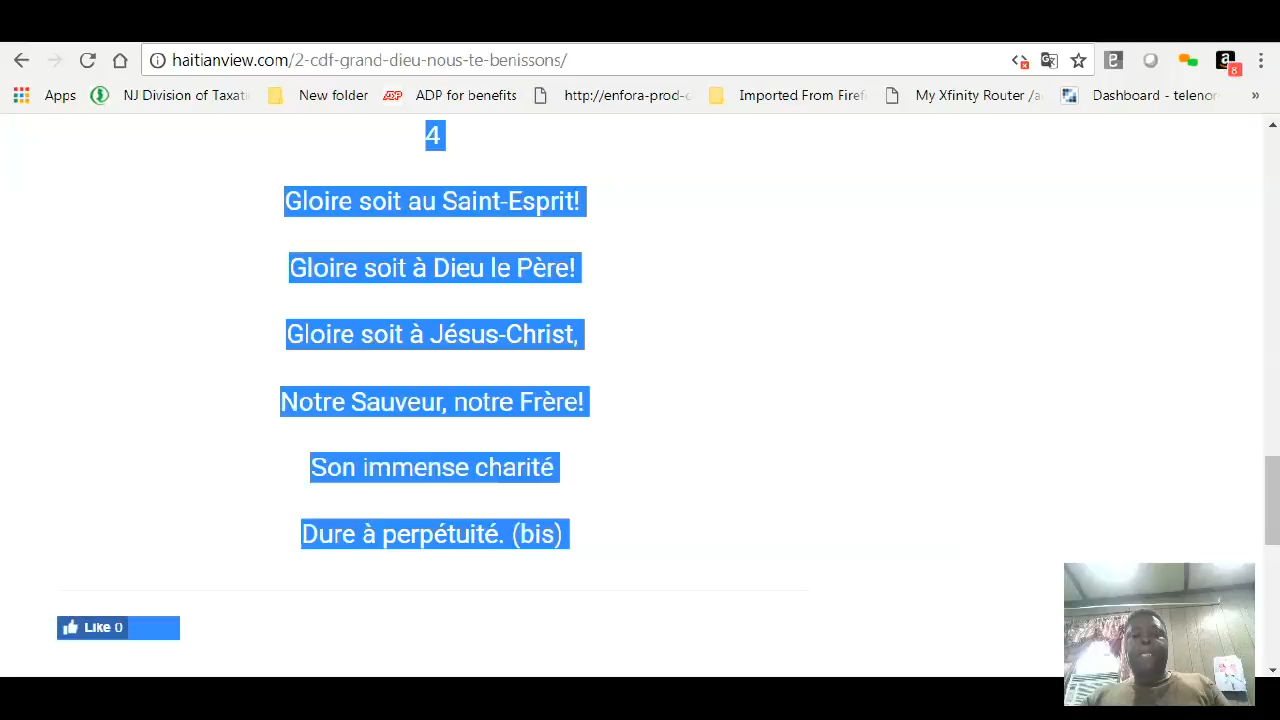 haitianview.com/2-cdf-grand-dieu-nous-te-benissons/
Apps NJ Division of Taxati New folder ADP ADP for benefits http://enfora-prod- Imported From Firef My Xfinity Router /a Dashboard - telenor »
8
4
Gloire soit au Saint-Esprit!
Gloire soit à Dieu le Père!
Gloire soit à Jésus-Christ,
Notre Sauveur, notre Frère!
Son immense charité
Dure à perpétuité. (bis)
Like 0